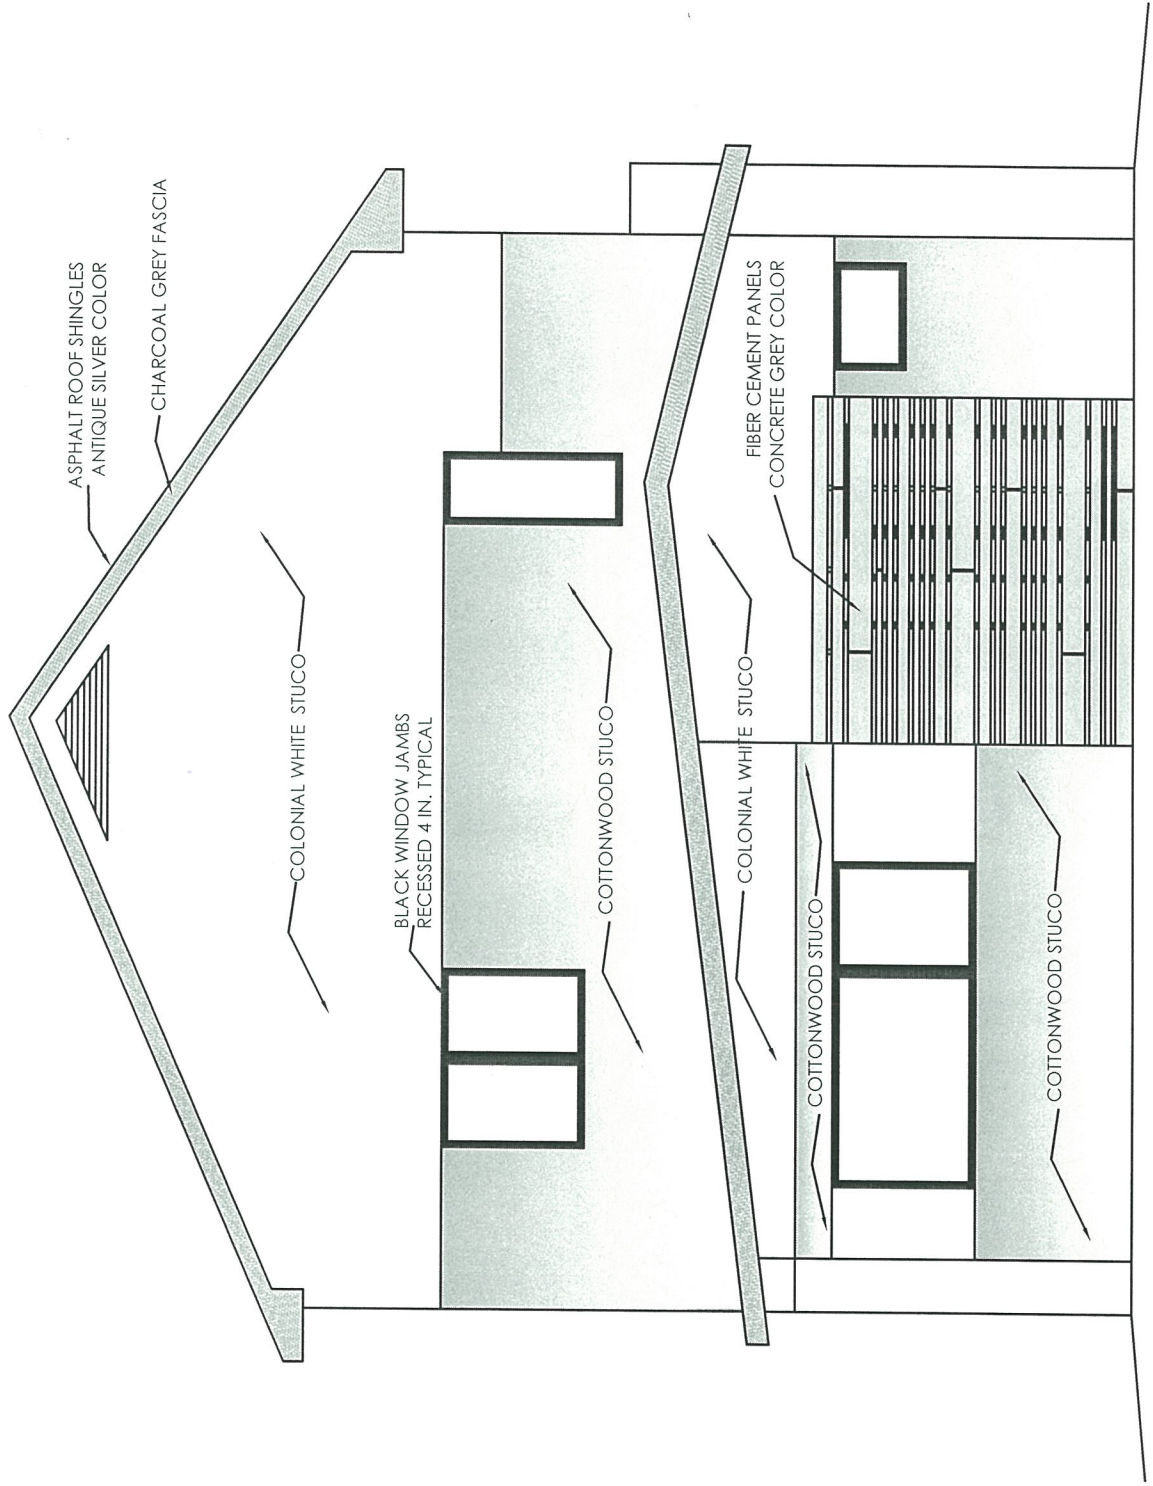 ASPHALT ROOF SHINGLES
ANTIQUE SILVER COLOR
CHARCOAL GREY FASCIA
COLONIAL WHITE STUCO
BLACK WINDOW JAMBS
RECESSED 4 IN. TYPICAL
COTTONWOOD STUCO
COLONIAL WHITE STUCO
FIBER CEMENT PANELS
CONCRETE GREY COLOR
COTTONWOOD STUCO
COTTONWOOD STUCO